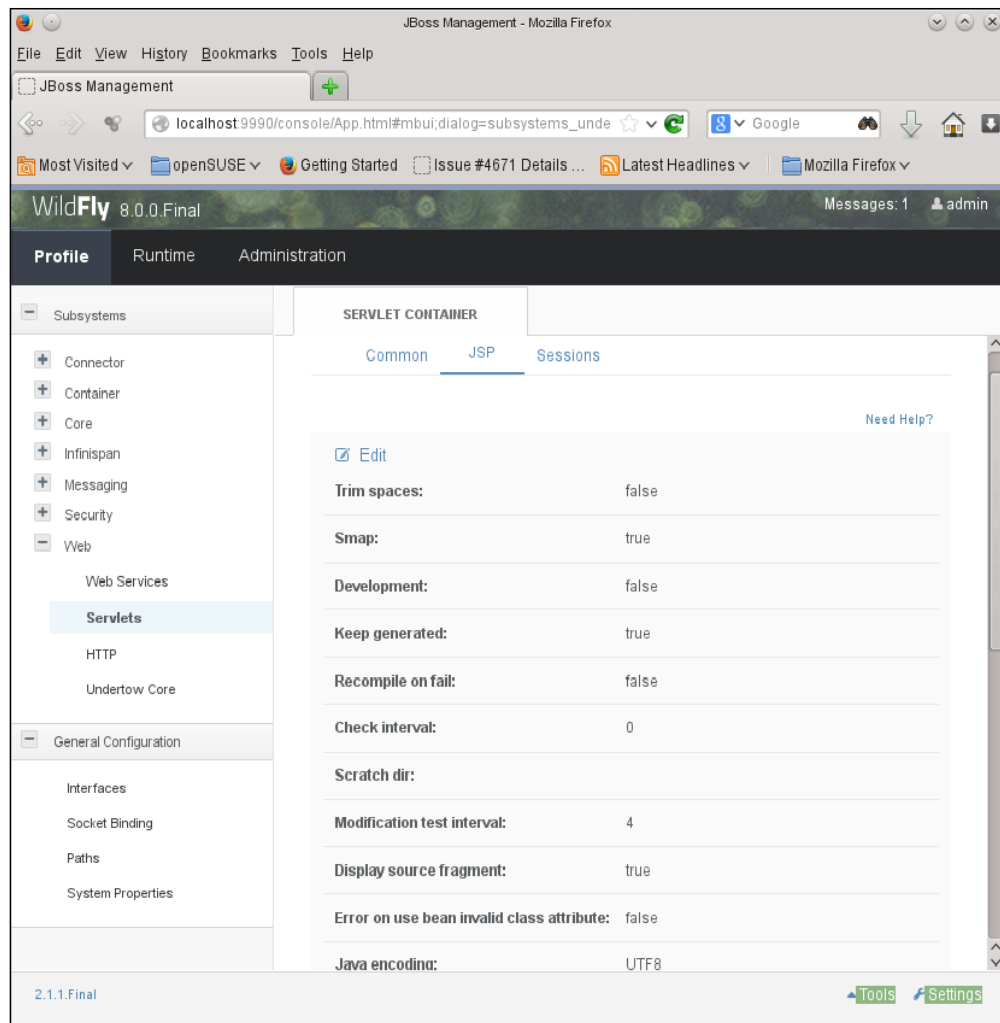 JBoss Management - Mozilla Firefox
File Edit View History Bookmarks Tools Help
JBoss Management
localhost:9990/console/App.html#mbui;dialog=subsystems_unde
8 Google
Most Visited openSUSE Getting Started Issue #4671 Details ... Latest Headlines Mozilla Firefox
WildFly 8.0.0.Final Messages: 1 admin
Profile Runtime Administration
Subsystems
Connector
Container
Core
Infinispan
Messaging
Security
Web
Web Services
Servlets
HTTP
Undertow Core
General Configuration
Interfaces
Socket Binding
Paths
System Properties
SERVLET CONTAINER
Common JSP Sessions
Need Help?
Edit
Trim spaces: false
Smap: true
Development: false
Keep generated: true
Recompile on fail: false
Check interval: 0
Scratch dir:
Modification test interval: 4
Display source fragment: true
Error on use bean invalid class attribute: false
Java encoding: UTF8
2.1.1.Final Tools Settings